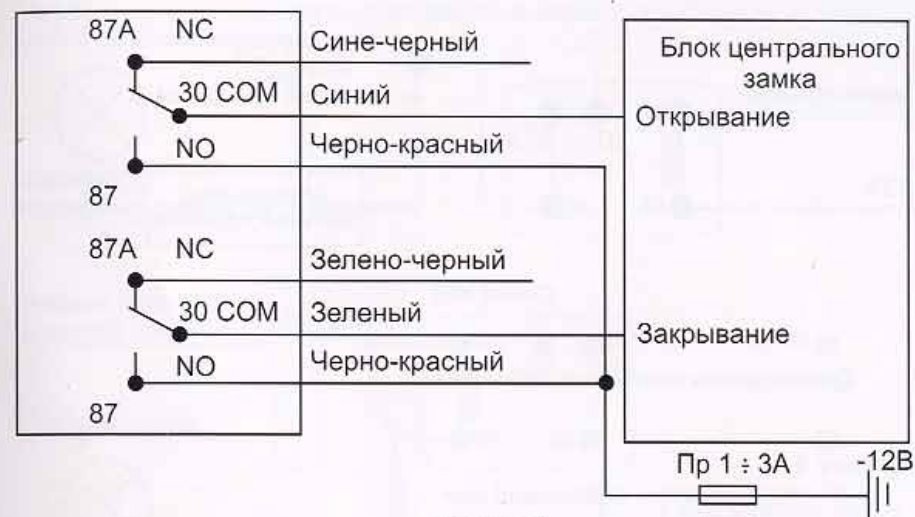 87A NC
Сине-черный
30 COM Синий
NO Черно-красный
87
87A NC
Зелено-черный
30 COM Зеленый
NO Черно-красный
87
Блок центрального
замка
Открывание
Закрывание
Пр 1 ÷ 3А
-12В